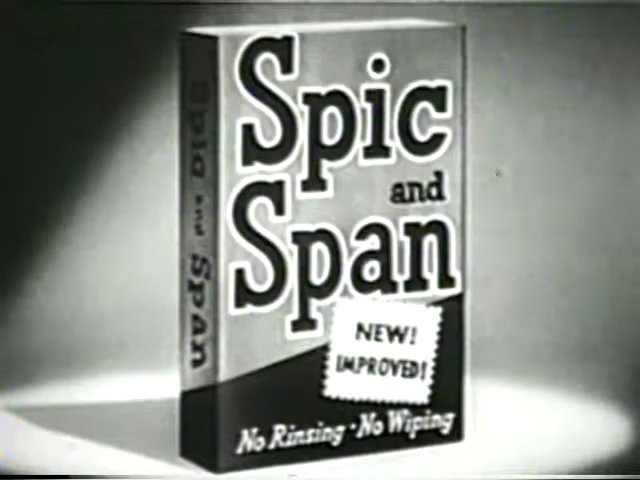 Spic
and
Span
NEW!
IMPROVED!
No Rinsing · No Wiping
Spic and Span